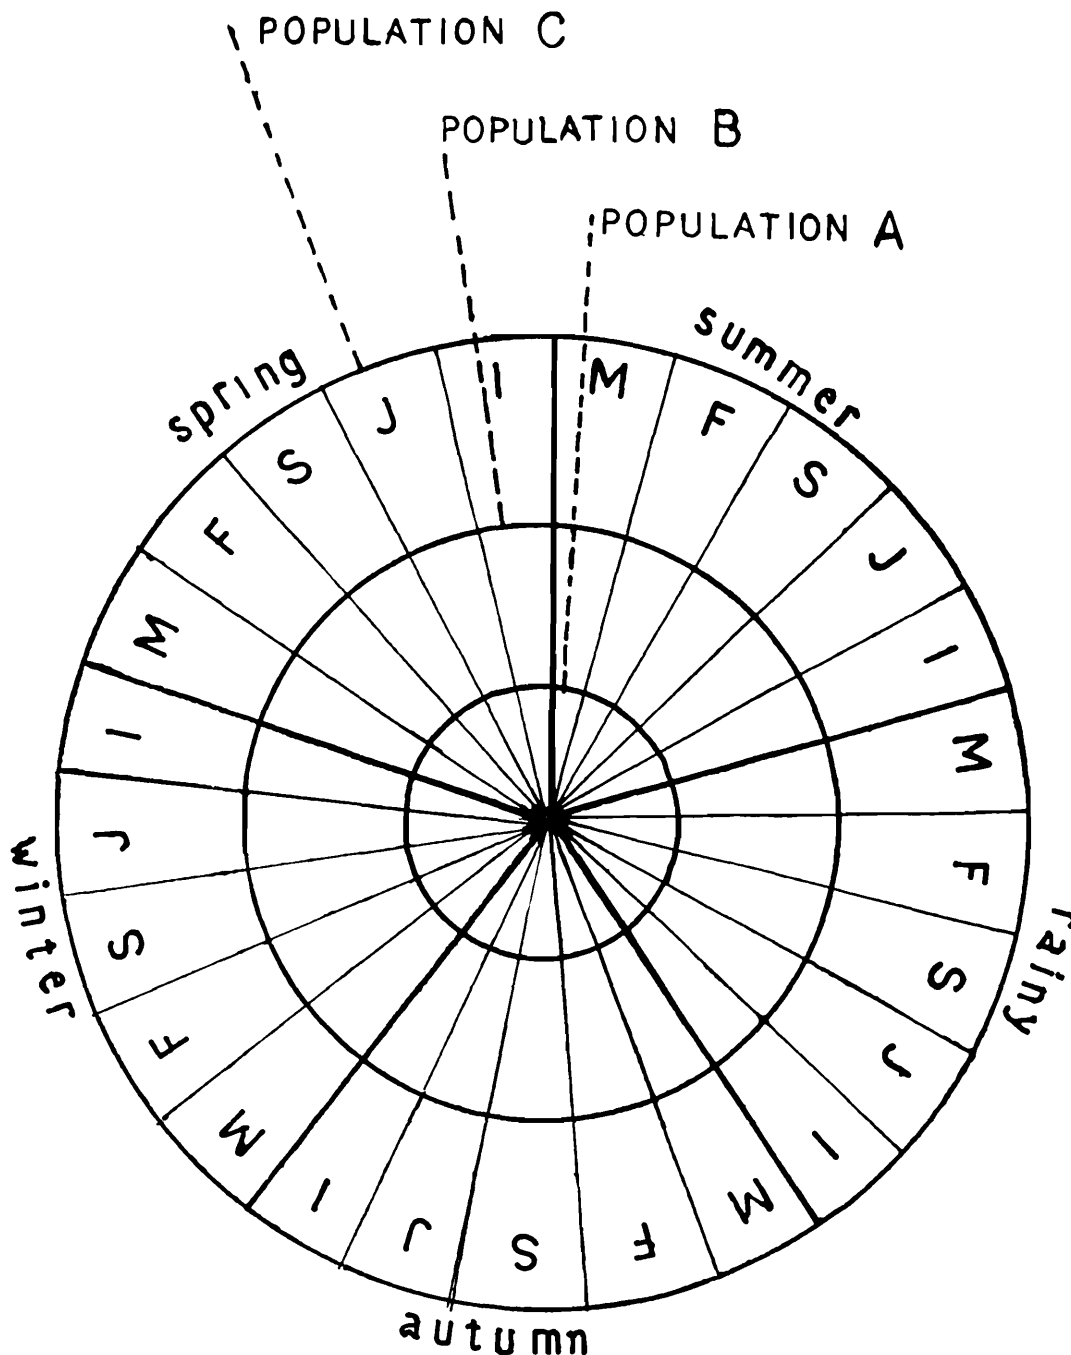 POPULATION C
POPULATION B
POPULATION A
summer
M
F
S
J
I
rainy
M
F
S
J
I
autumn
M
F
S
J
I
winter
M
F
S
J
I
spring
M
F
S
J
I